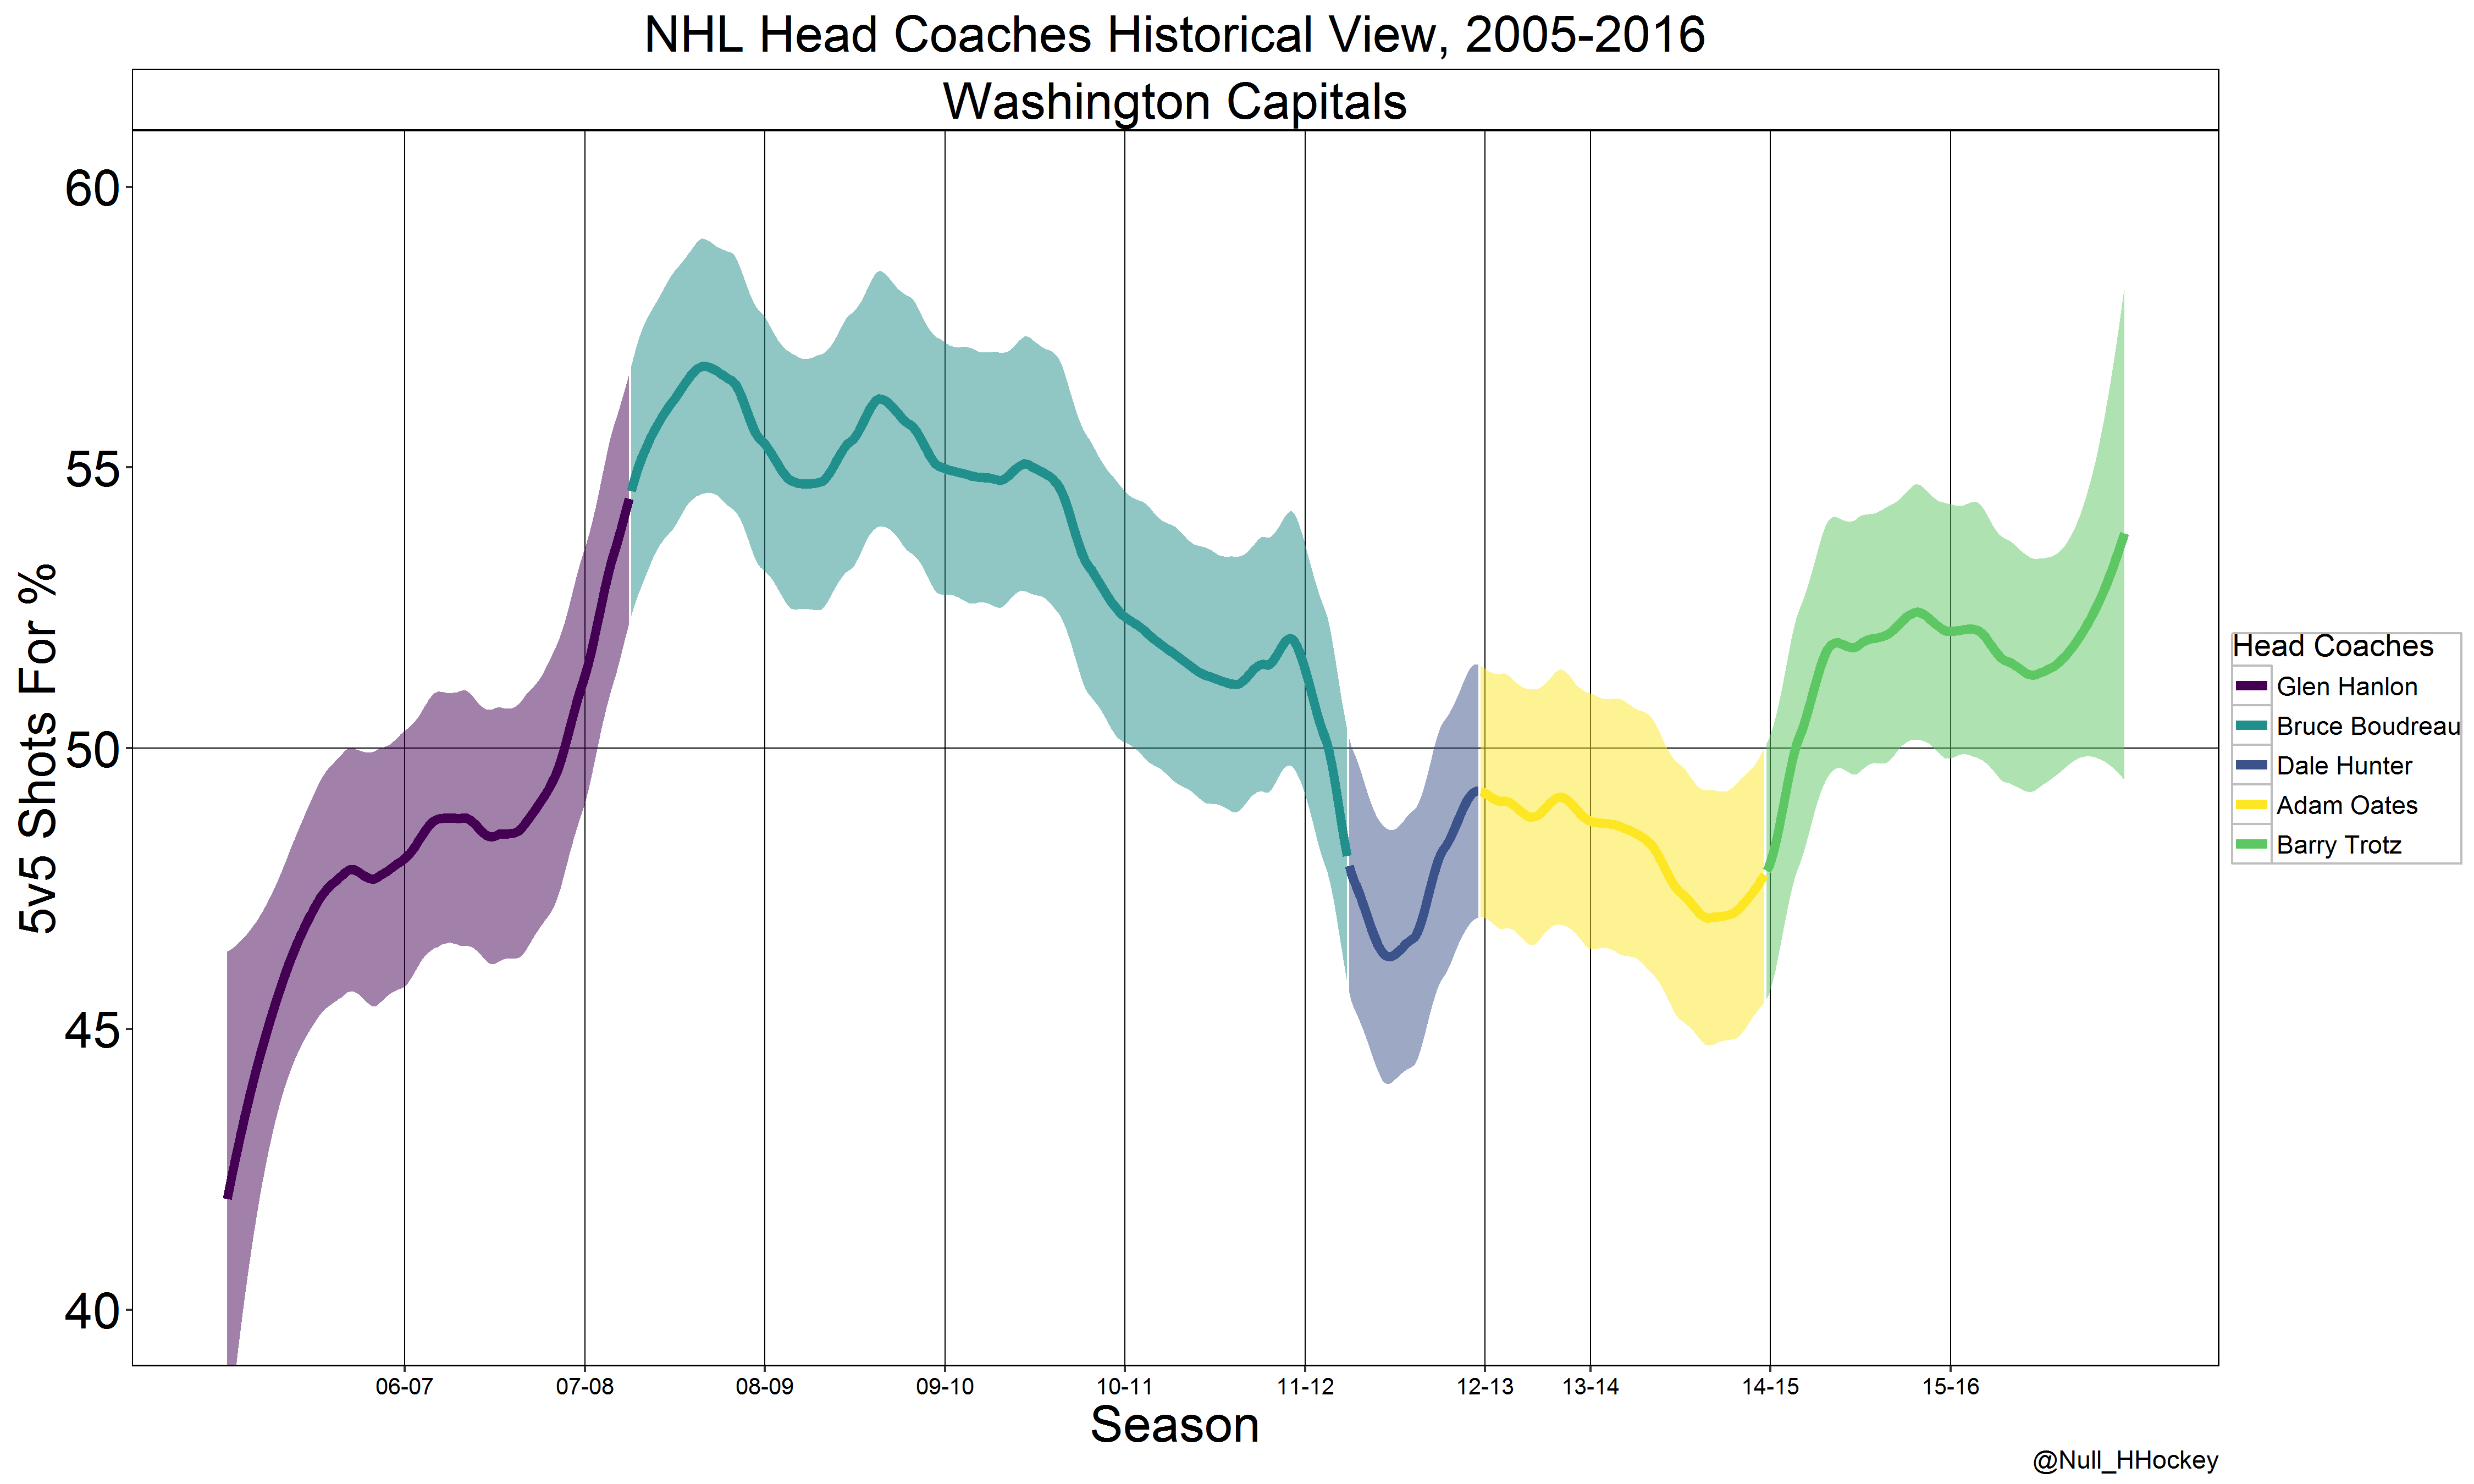 NHL Head Coaches Historical View, 2005-2016
Washington Capitals
60
55
50
45
40
5v5 Shots For %
06-07 07-08 08-09 09-10 10-11 11-12 12-13 13-14 14-15 15-16
Season
Head Coaches
Glen Hanlon
Bruce Boudreau
Dale Hunter
Adam Oates
Barry Trotz
@Null_HHockey